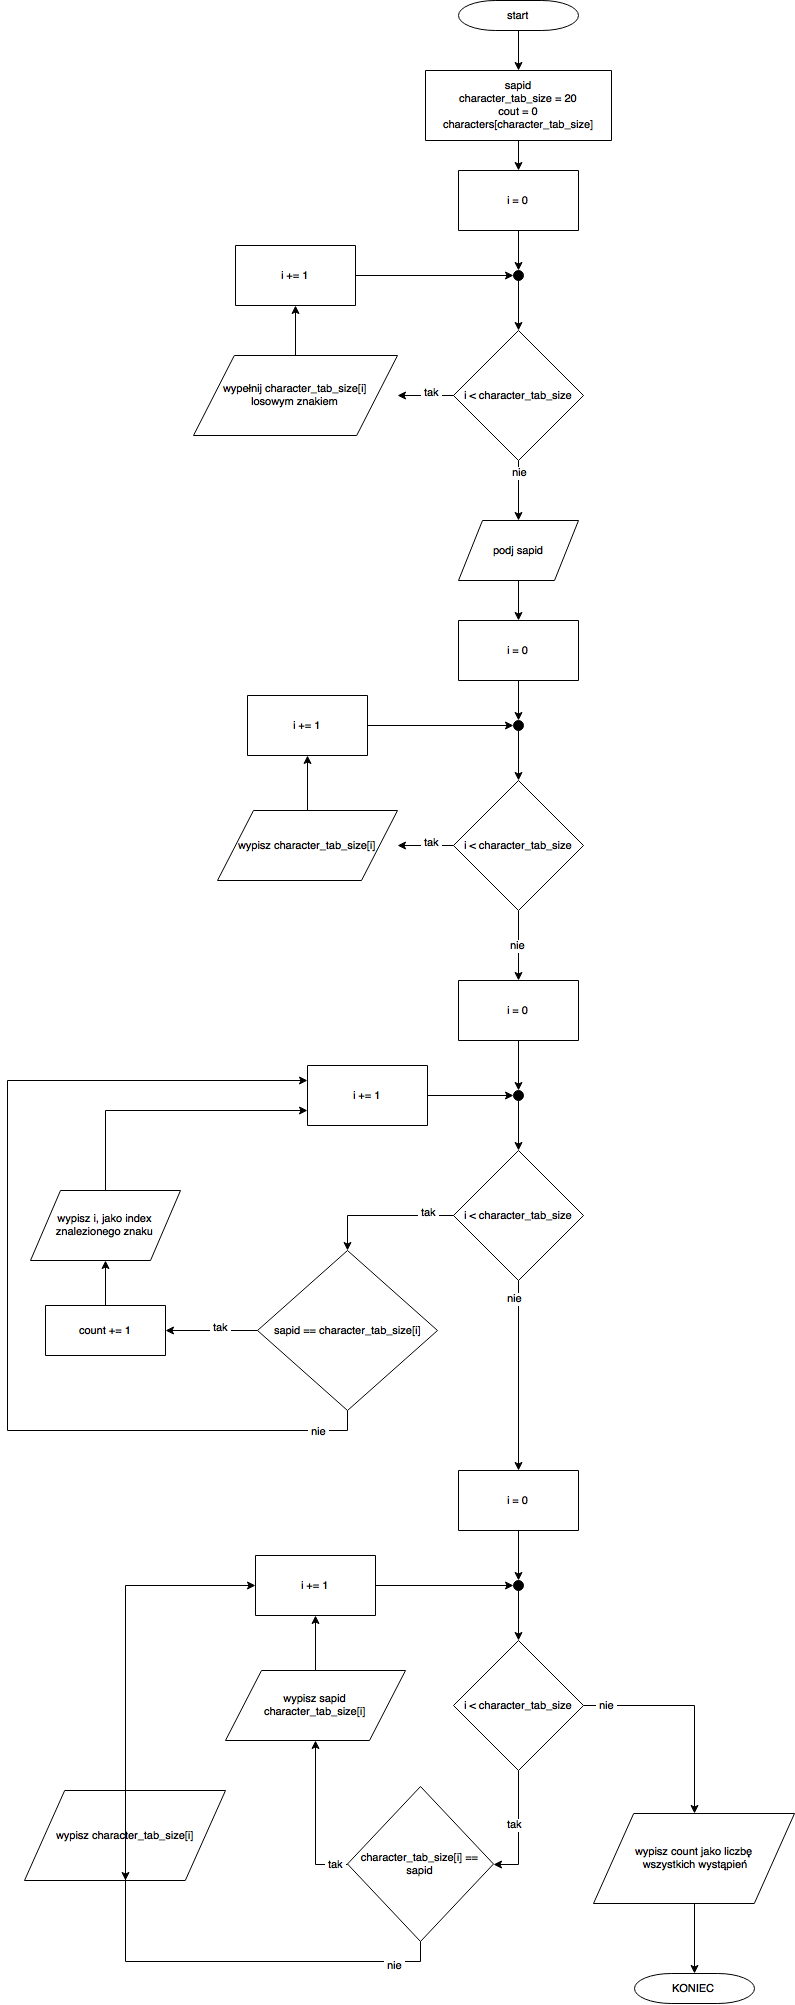 start
sapid
character_tab_size = 20
cout = 0
characters[character_tab_size]
i = 0
i += 1
wypełnij character_tab_size[i]
losowym znakiem
tak
i < character_tab_size
nie
podj sapid
i = 0
i += 1
wypisz character_tab_size[i]
tak
i < character_tab_size
nie
i = 0
i += 1
wypisz i, jako index
znalezionego znaku
tak
i < character_tab_size
nie
count += 1
tak
sapid == character_tab_size[i]
nie
i = 0
i += 1
wypisz sapid
character_tab_size[i]
i < character_tab_size
nie
tak
wypisz character_tab_size[i]
tak
character_tab_size[i] ==
sapid
nie
wypisz count jako liczbę
wszystkich wystąpień
KONIEC